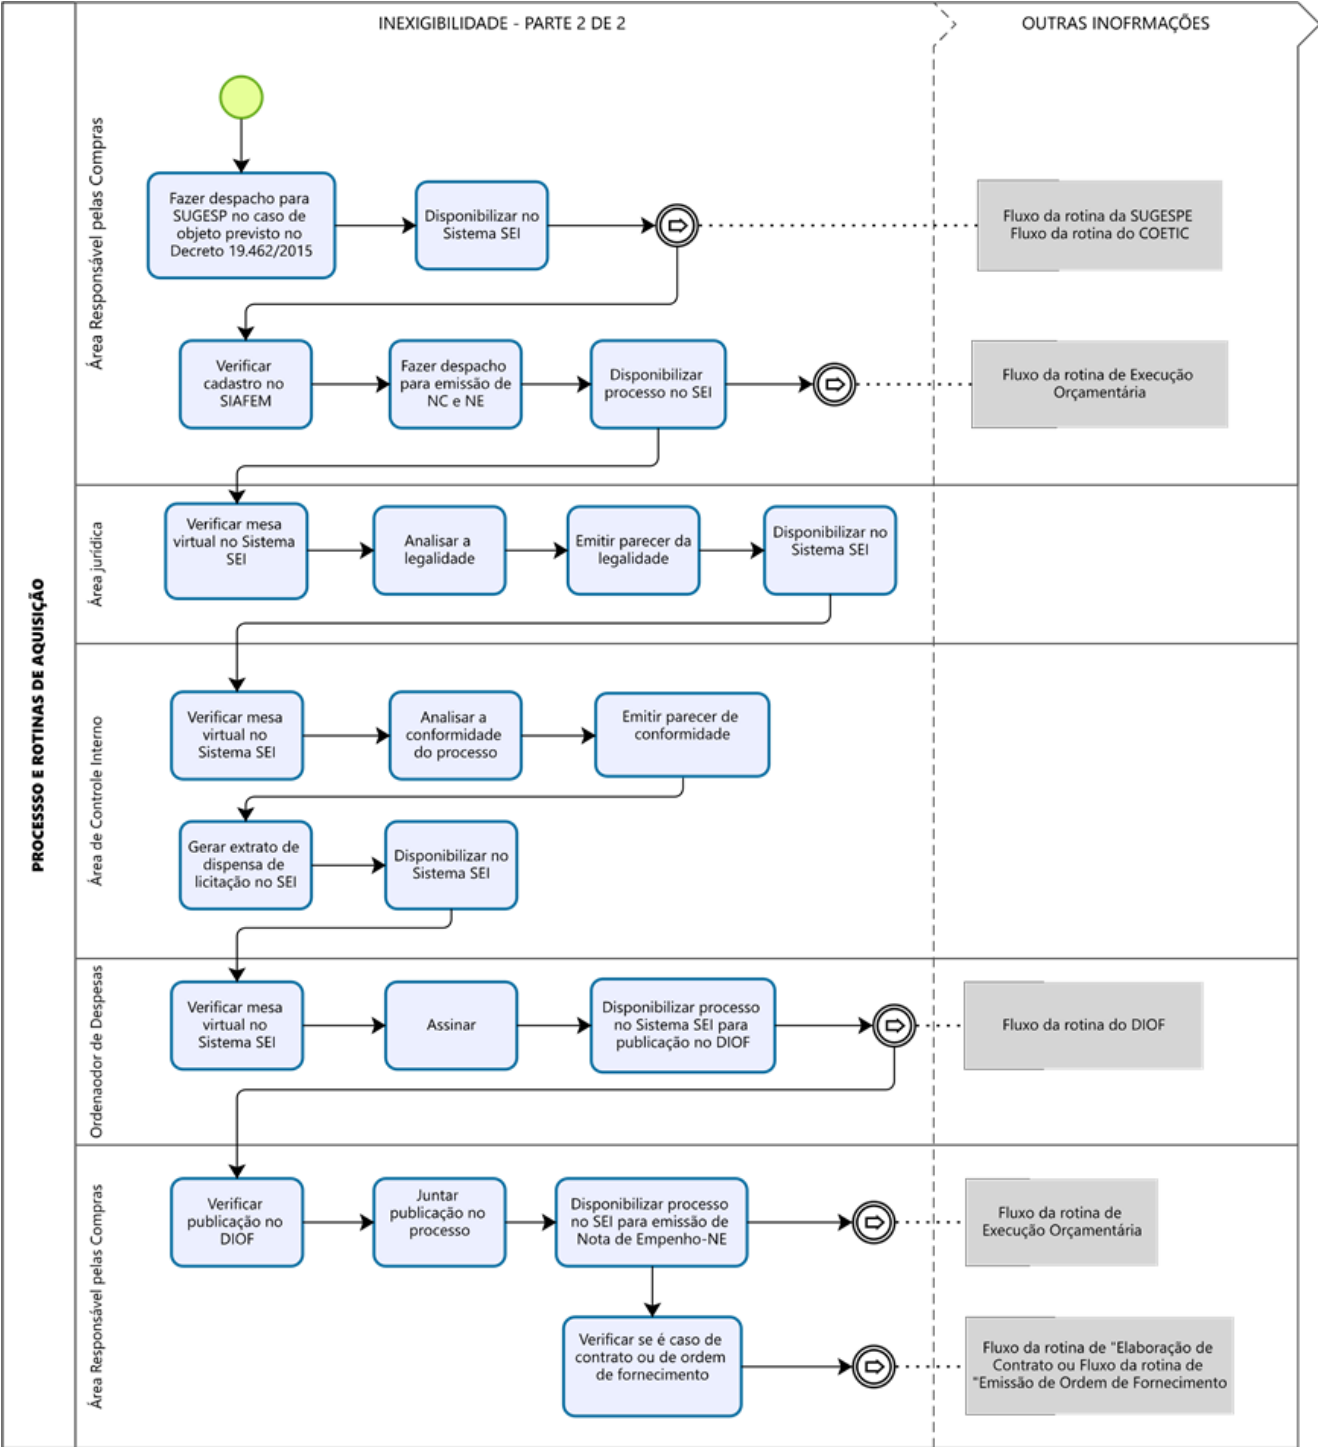 INEXIGIBILIDADE - PARTE 2 DE 2
OUTRAS INOFRMAÇÕES
PROCESSSO E ROTINAS DE AQUISIÇÃO
Área Responsável pelas Compras
Fazer despacho para
SUGESP no caso de
objeto previsto no
Decreto 19.462/2015
Disponibilizar no
Sistema SEI
Fluxo da rotina da SUGESPE
Fluxo da rotina do COETIC
Verificar
cadastro no
SIAFEM
Fazer despacho
para emissão de
NC e NE
Disponibilizar
processo no SEI
Fluxo da rotina de Execução
Orçamentária
Área jurídica
Verificar mesa
virtual no Sistema
SEI
Analisar a
legalidade
Emitir parecer da
legalidade
Disponibilizar no
Sistema SEI
Área de Controle Interno
Verificar mesa
virtual no
Sistema SEI
Analisar a
conformidade
do processo
Emitir parecer de
conformidade
Gerar extrato de
dispensa de
licitação no SEI
Disponibilizar no
Sistema SEI
Ordenaodor de Despesas
Verificar mesa
virtual no
Sistema SEI
Assinar
Disponibilizar processo
no Sistema SEI para
publicação no DIOF
Fluxo da rotina do DIOF
Área Responsável pelas Compras
Verificar
publicação no
DIOF
Juntar
publicação no
processo
Disponibilizar processo
no SEI para emissão de
Nota de Empenho-NE
Fluxo da rotina de
Execução Orçamentária
Verificar se é caso de
contrato ou de ordem
de fornecimento
Fluxo da rotina de "Elaboração de
Contrato ou Fluxo da rotina de
"Emissão de Ordem de Fornecimento